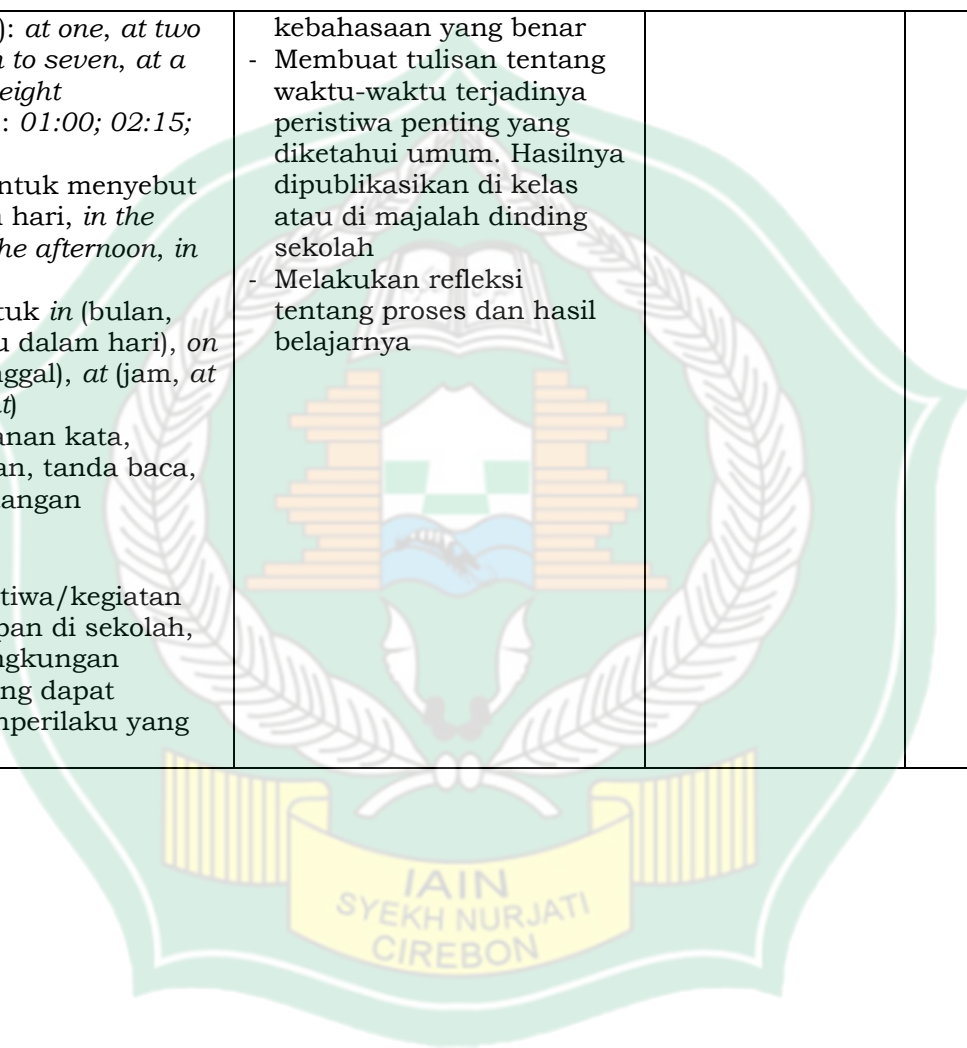 ): at one, at two
to seven, at a
eight
: 01:00; 02:15;
ntuk menyebut
hari, in the
he afternoon, in
tuk in (bulan,
u dalam hari), on
nggal), at (jam, at
t)
anan kata,
an, tanda baca,
tangan
tiwa/kegiatan
pan di sekolah,
ngkungan
ng dapat
nperilaku yang
kebahasaan yang benar
- Membuat tulisan tentang
waktu-waktu terjadinya
peristiwa penting yang
diketahui umum. Hasilnya
dipublikasikan di kelas
atau di majalah dinding
sekolah
- Melakukan refleksi
tentang proses dan hasil
belajarnya
IAIN
SYEKH NURJATI
CIREBON